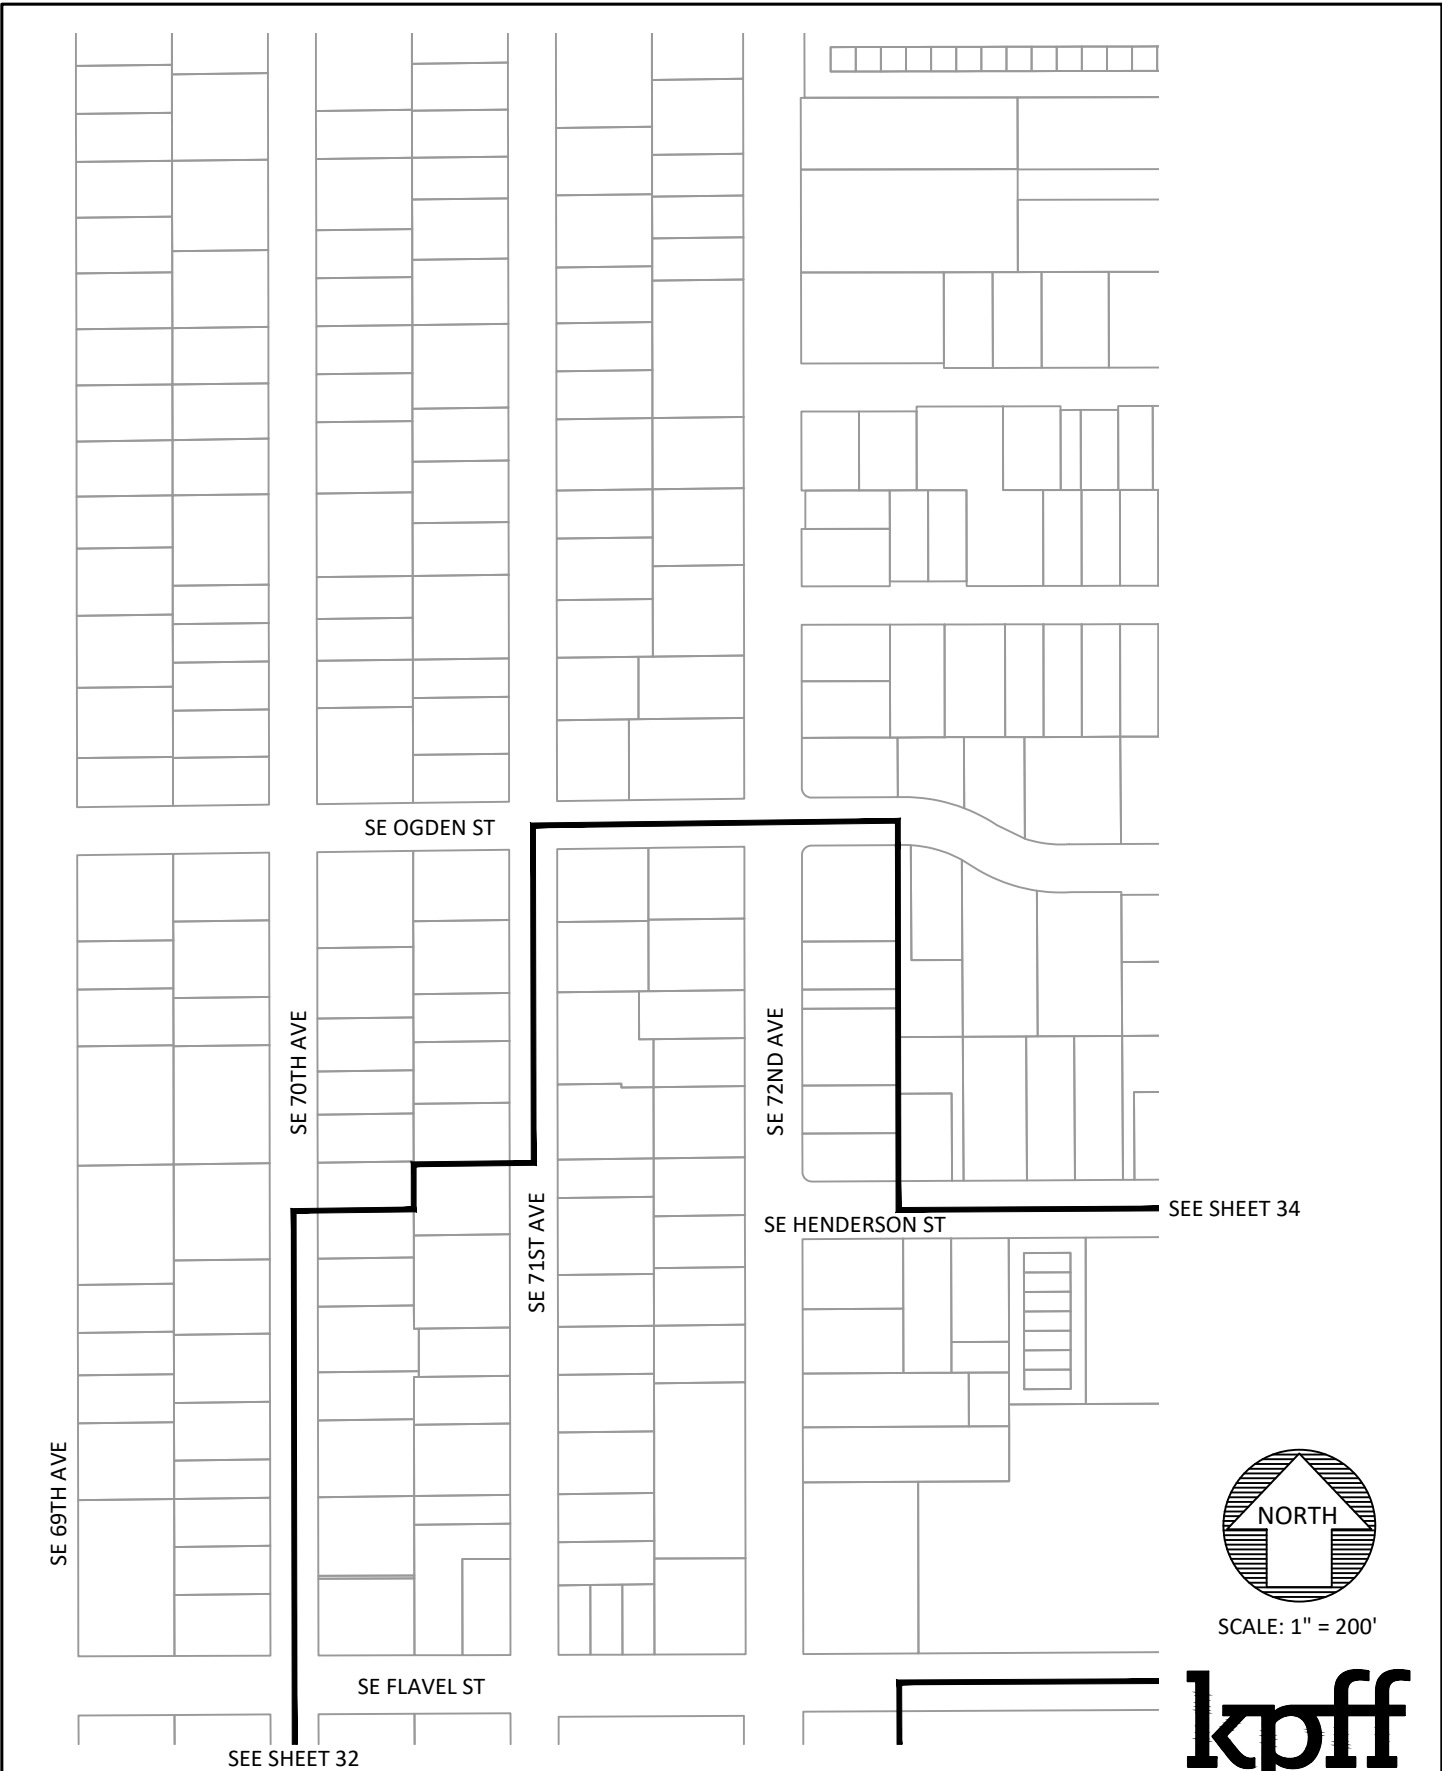 SE OGDEN ST
SE 70TH AVE
SE 72ND AVE
SE 71ST AVE
SEE SHEET 34
SE HENDERSON ST
SE 69TH AVE
NORTH
SCALE: 1" = 200'
SE FLAVEL ST
kpff
SEE SHEET 32